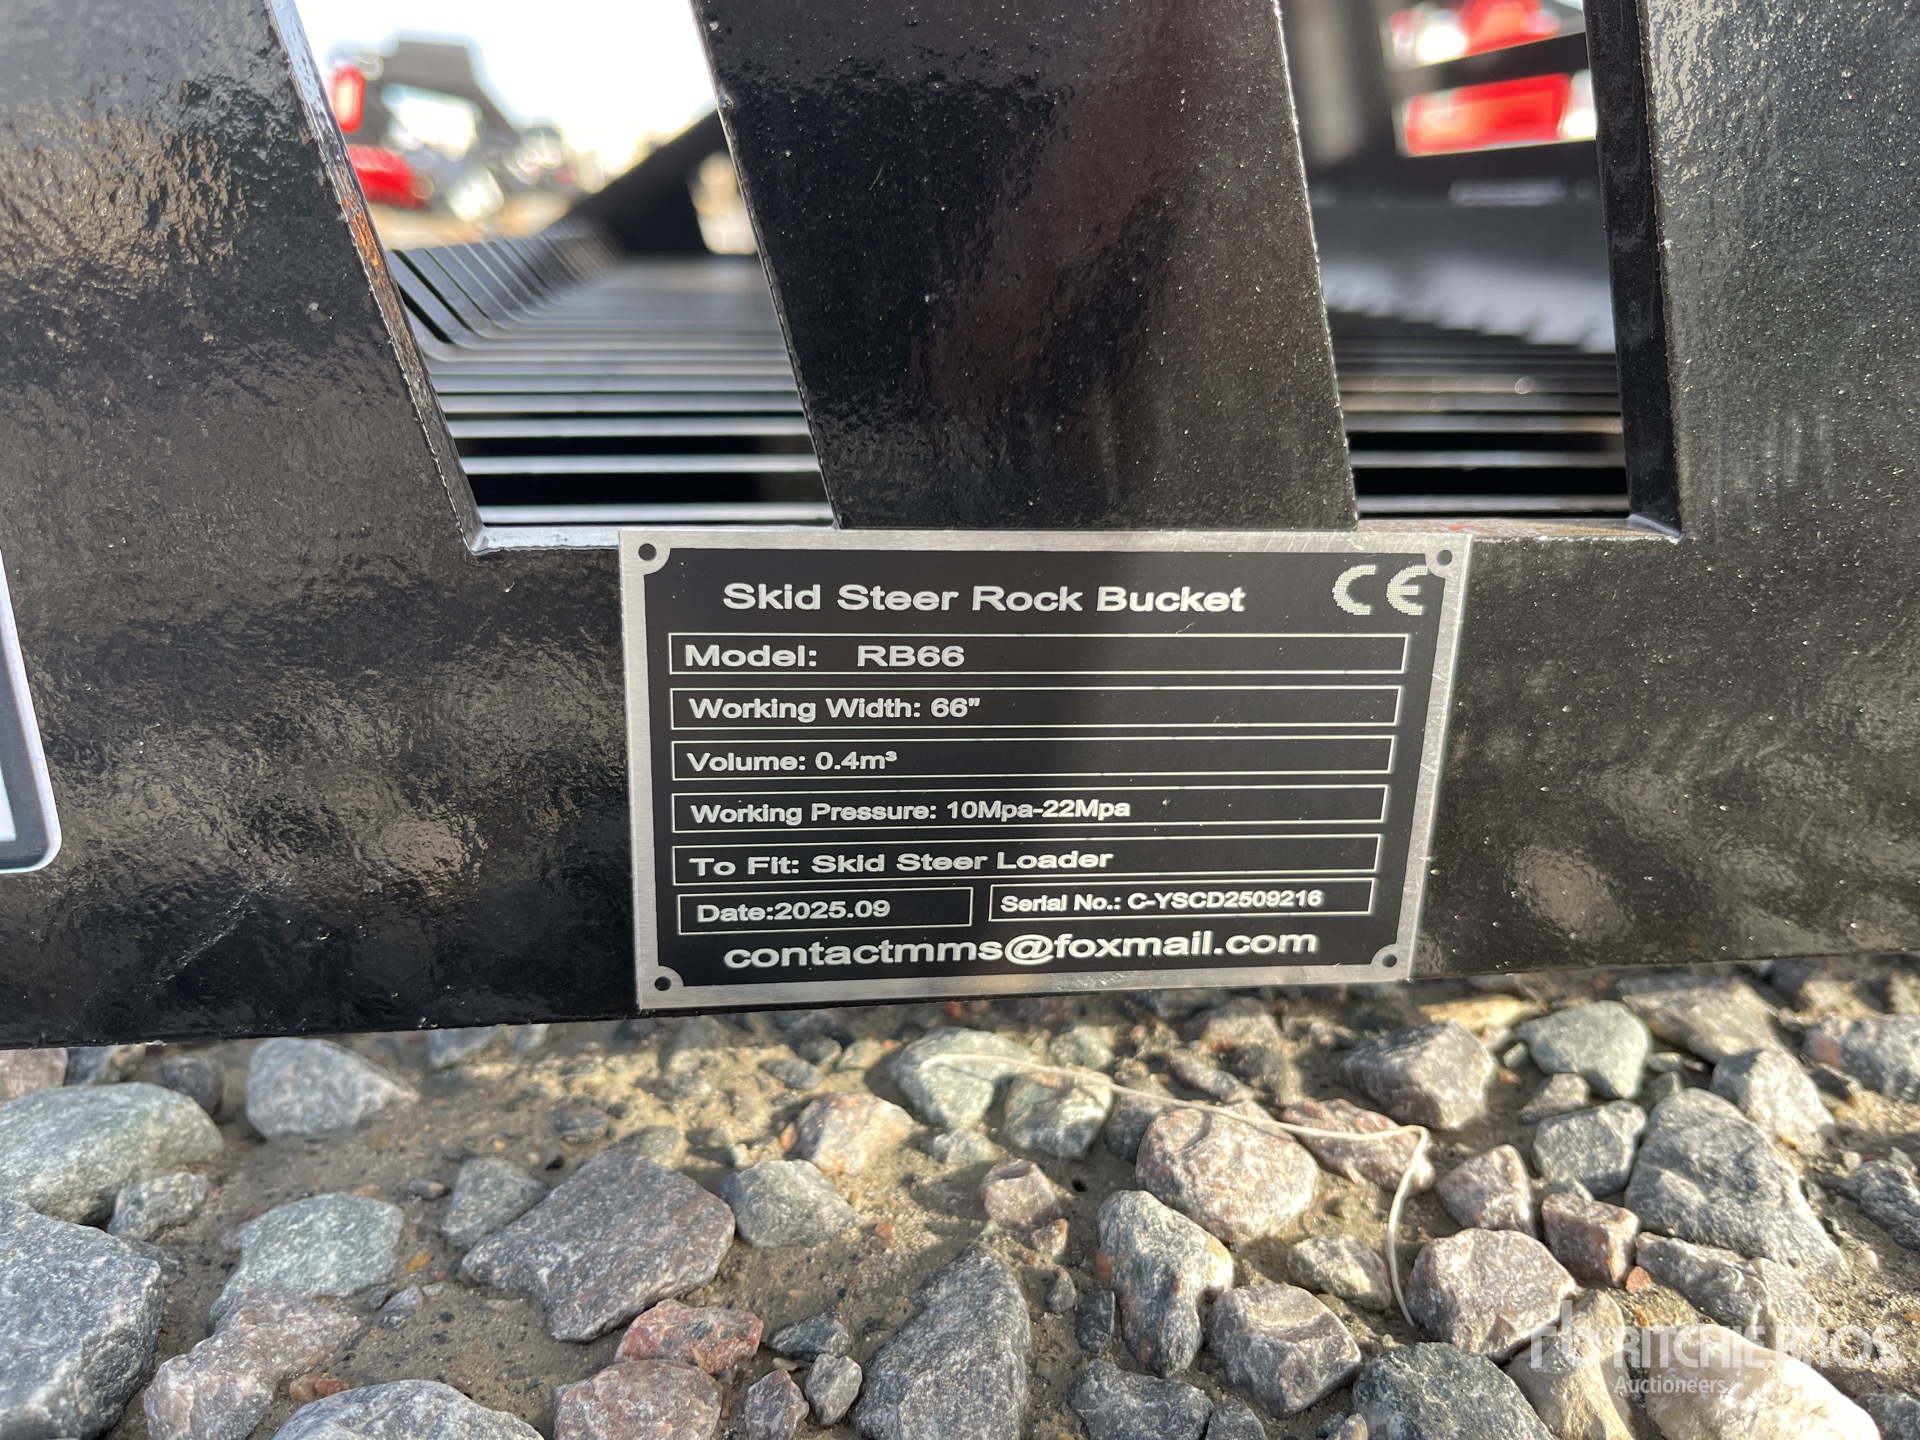 Skid Steer Rock Bucket CE
Model: RB66
Working Width: 66"
Volume: 0.4m³
Working Pressure: 10Mpa-22Mpa
To Fit: Skid Steer Loader
Date:2025.09 Serial No.: C-YSCD2509216
contactmms@foxmail.com
RITCHIE BROS
Auctioneers